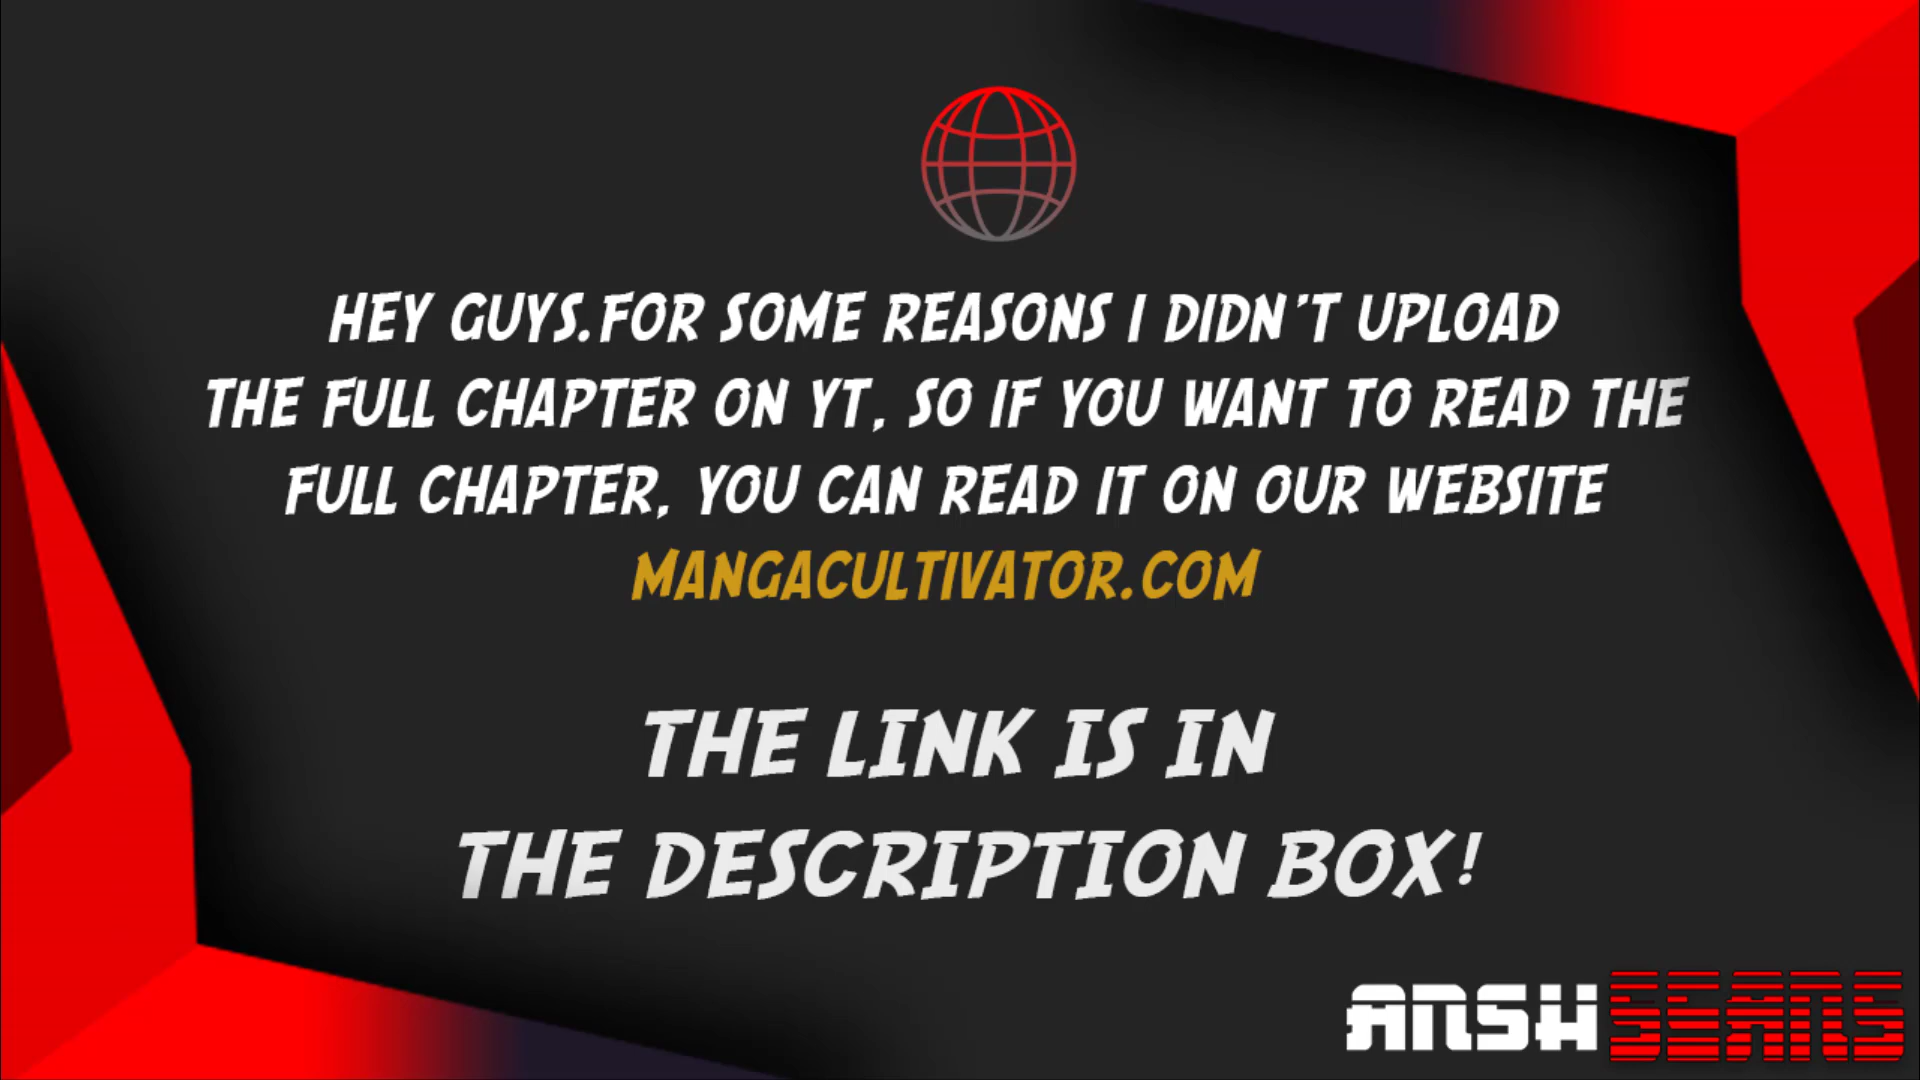 HEY GUYS.FOR SOME REASONS I DIDN'T UPLOAD
THE FULL CHAPTER ON YT, SO IF YOU WANT TO READ THE
FULL CHAPTER, YOU CAN READ IT ON OUR WEBSITE
MANGACULTIVATOR.COM
THE LINK IS IN
THE DESCRIPTION BOX!
ANSH SCANS